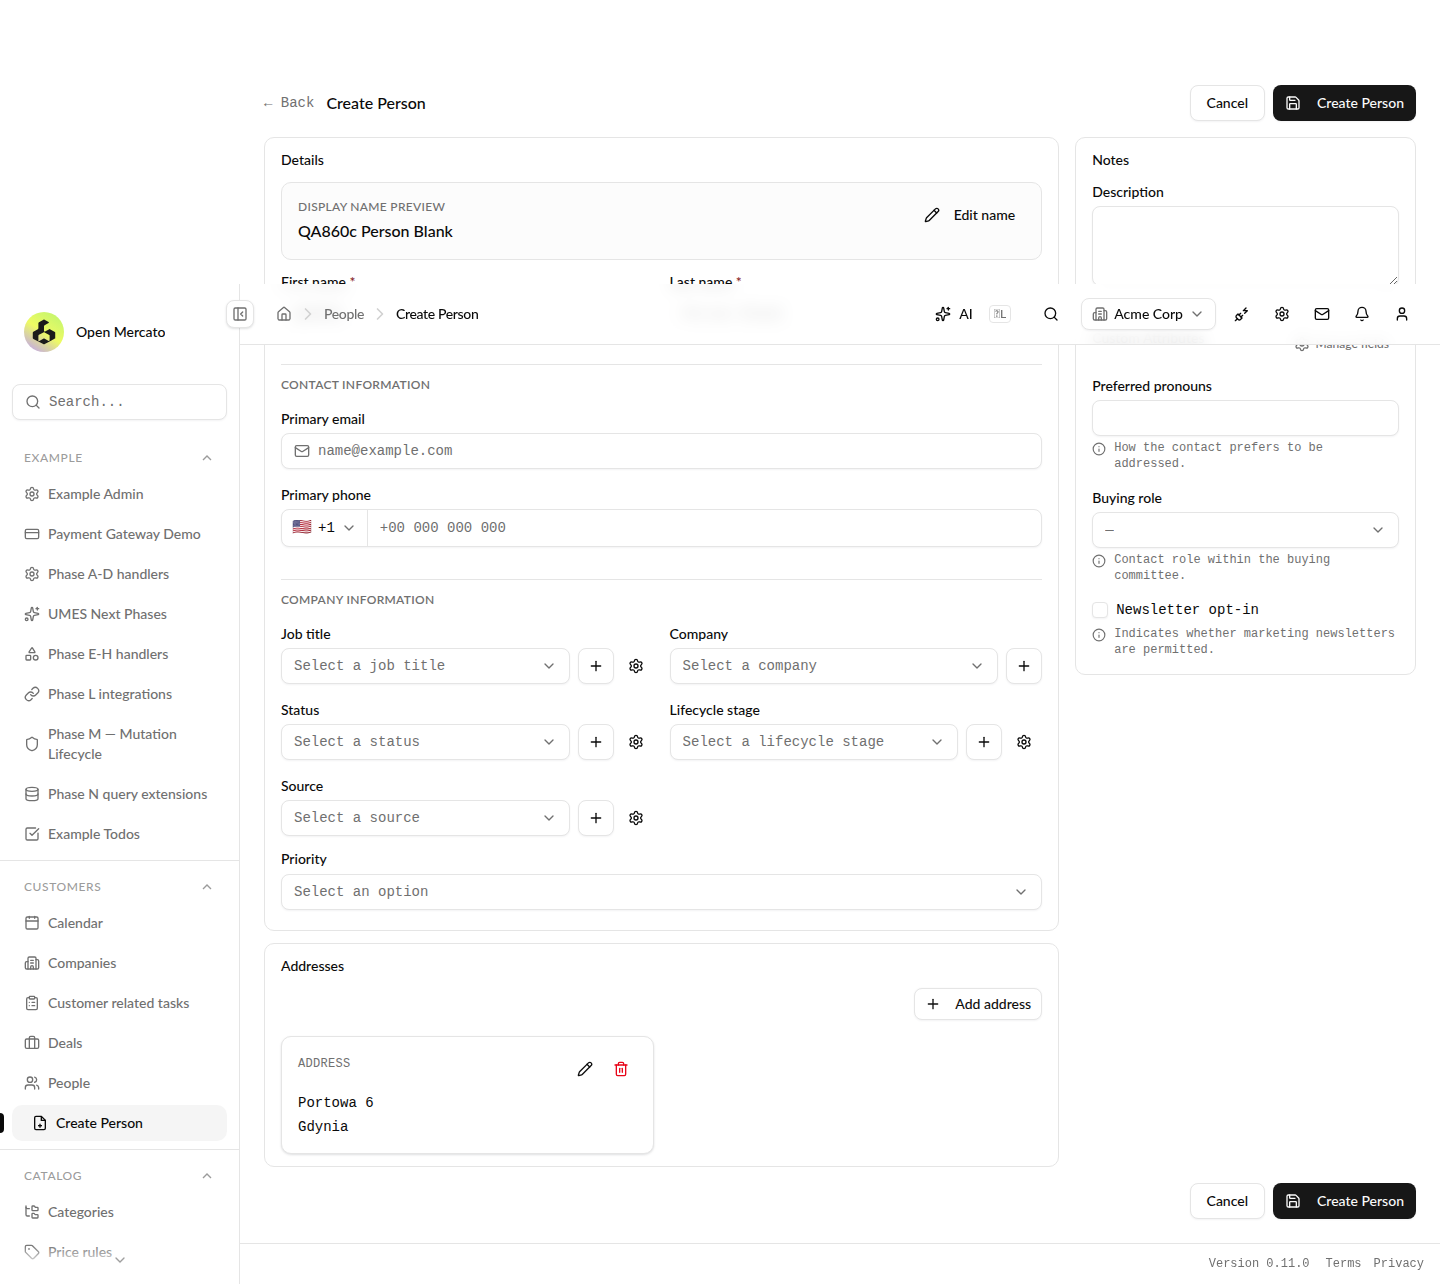 ← Back Create Person
Cancel
Create Person
Details
DISPLAY NAME PREVIEW
QA860c Person Blank
Edit name
First name *
Last name *
Notes
Description
Open Mercato
People
Create Person
AI
Acme Corp
Manage fields
Search...
EXAMPLE
Example Admin
Payment Gateway Demo
Phase A-D handlers
UMES Next Phases
Phase E-H handlers
Phase L integrations
Phase M — Mutation
Lifecycle
Phase N query extensions
Example Todos
CUSTOMERS
Calendar
Companies
Customer related tasks
Deals
People
Create Person
CATALOG
Categories
Price rules
CONTACT INFORMATION
Primary email
name@example.com
Primary phone
+1
+00 000 000 000
COMPANY INFORMATION
Job title
Select a job title
Company
Select a company
Status
Select a status
Lifecycle stage
Select a lifecycle stage
Source
Select a source
Priority
Select an option
Addresses
Add address
ADDRESS
Portowa 6
Gdynia
Preferred pronouns
How the contact prefers to be
addressed.
Buying role
—
Contact role within the buying
committee.
Newsletter opt-in
Indicates whether marketing newsletters
are permitted.
Cancel
Create Person
Version 0.11.0 Terms Privacy